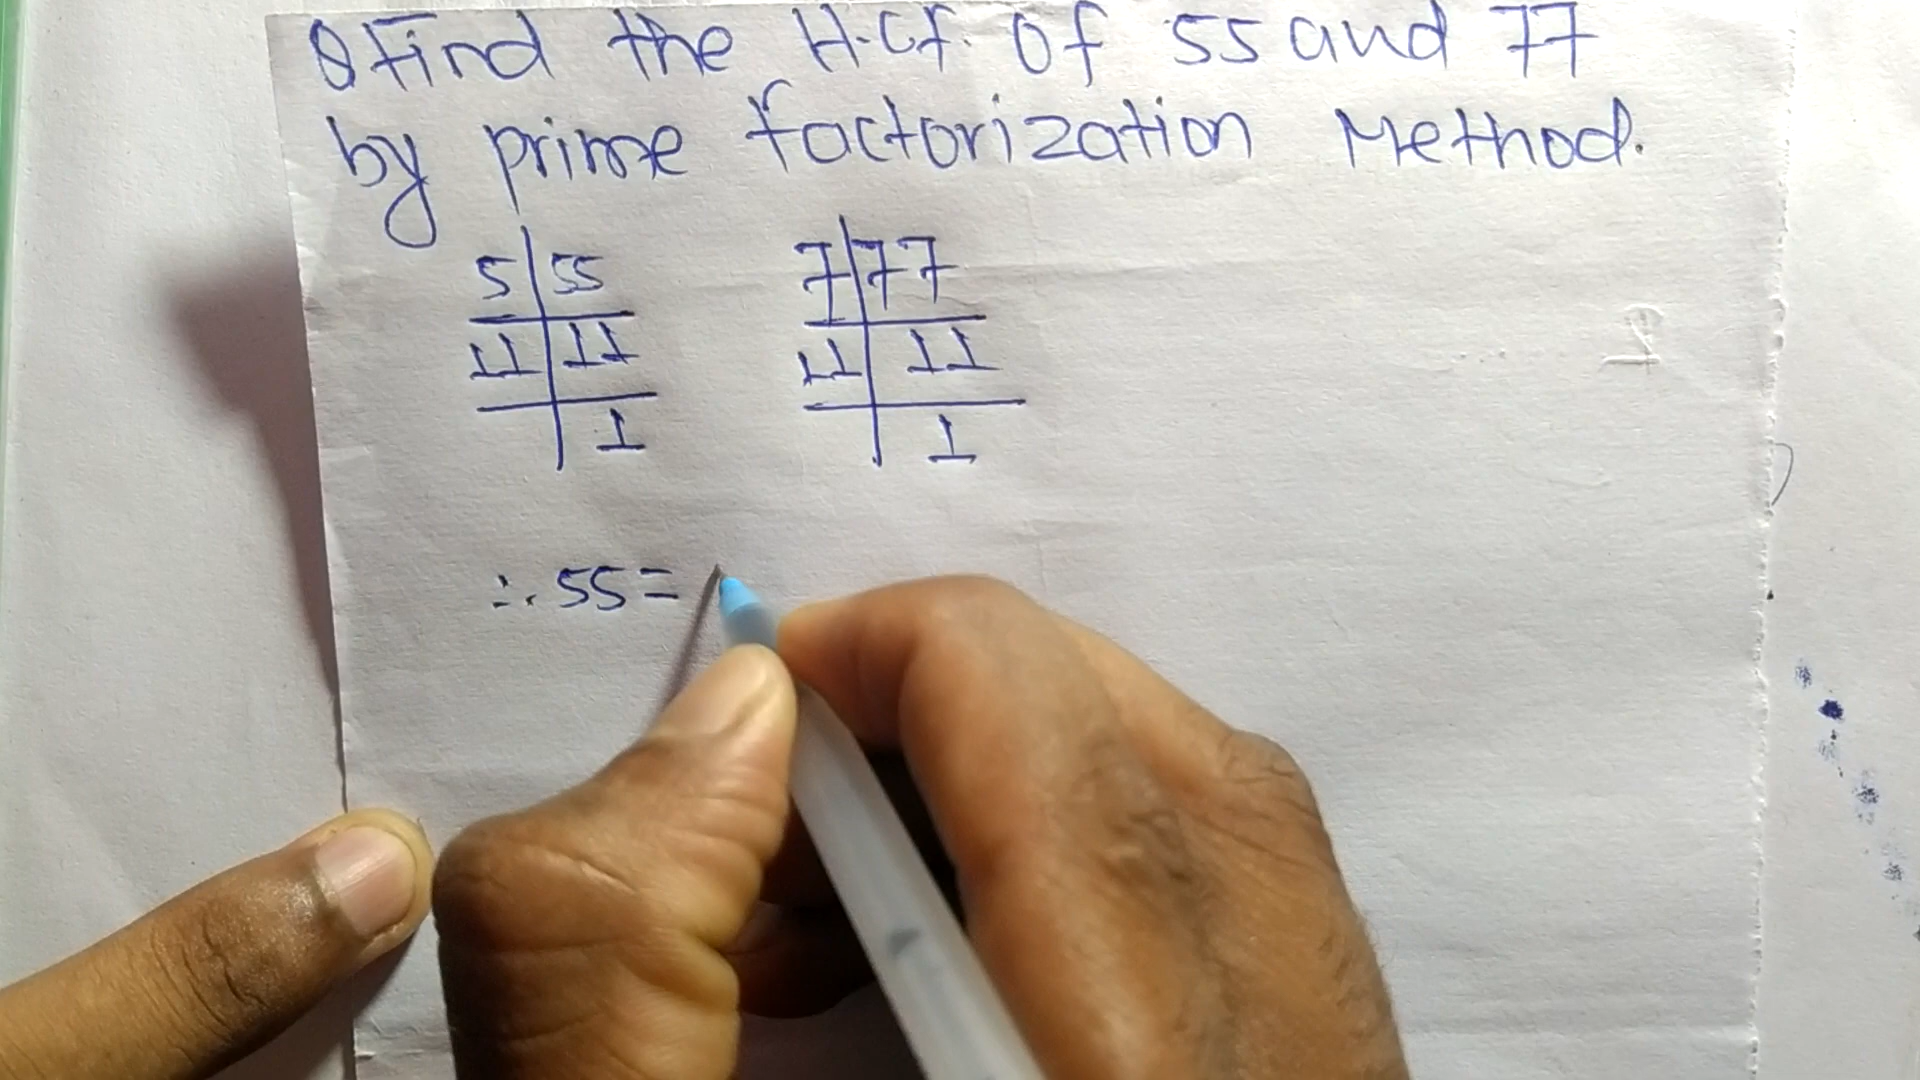 Q Find the H.C.F. Of 55 and 77
by prime factorization Method.
5 | 55
11 | 11
1
7 | 77
11 | 11
1
∴ 55 =